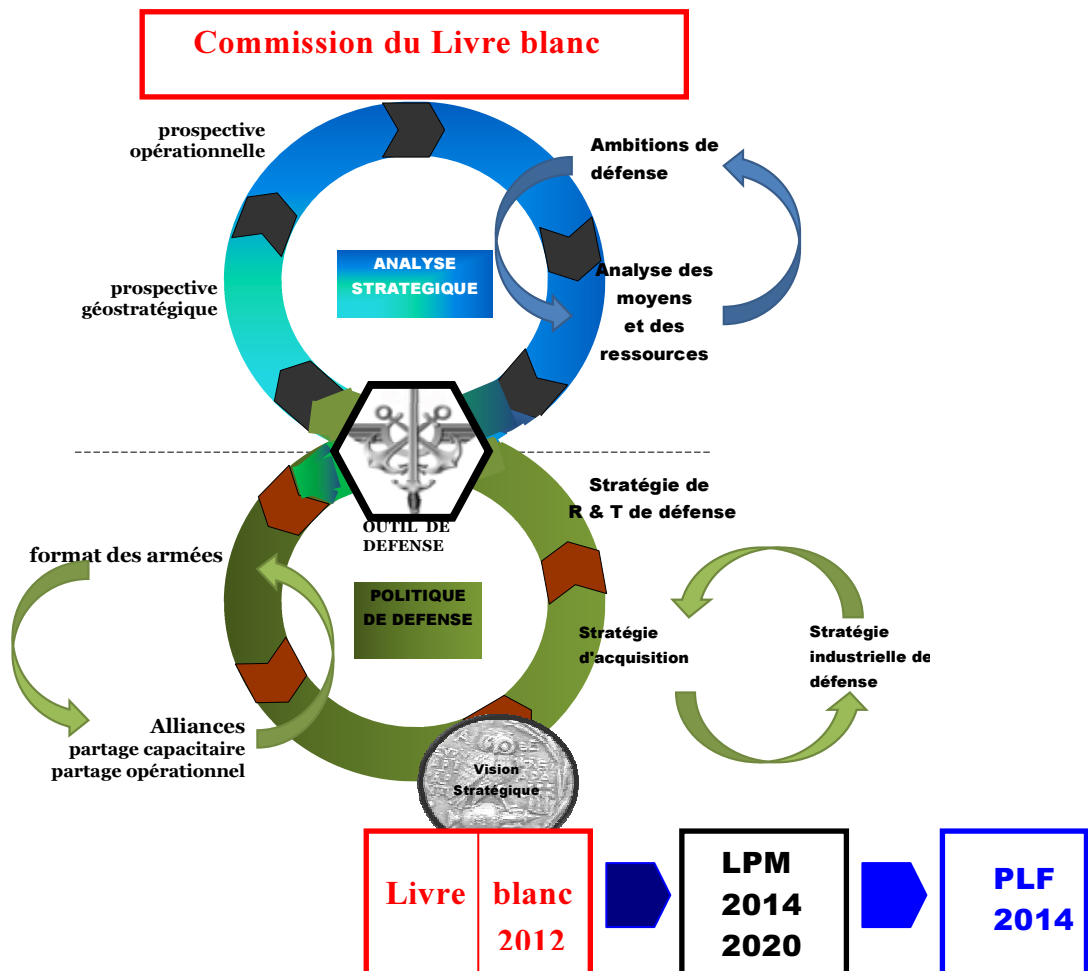 Commission du Livre blanc
prospective
opérationnelle
Ambitions de
défense
ANALYSE
STRATEGIQUE
prospective
géostratégique
Analyse des
moyens
et des
ressources
Stratégie de
R & T de défense
OUTIL DE
DEFENSE
format des armées
POLITIQUE
DE DEFENSE
Stratégie
d'acquisition
Stratégie
industrielle de
défense
Alliances
partage capacitaire
partage opérationnel
Vision
Stratégique
Livre blanc
2012
LPM
2014
2020
PLF
2014